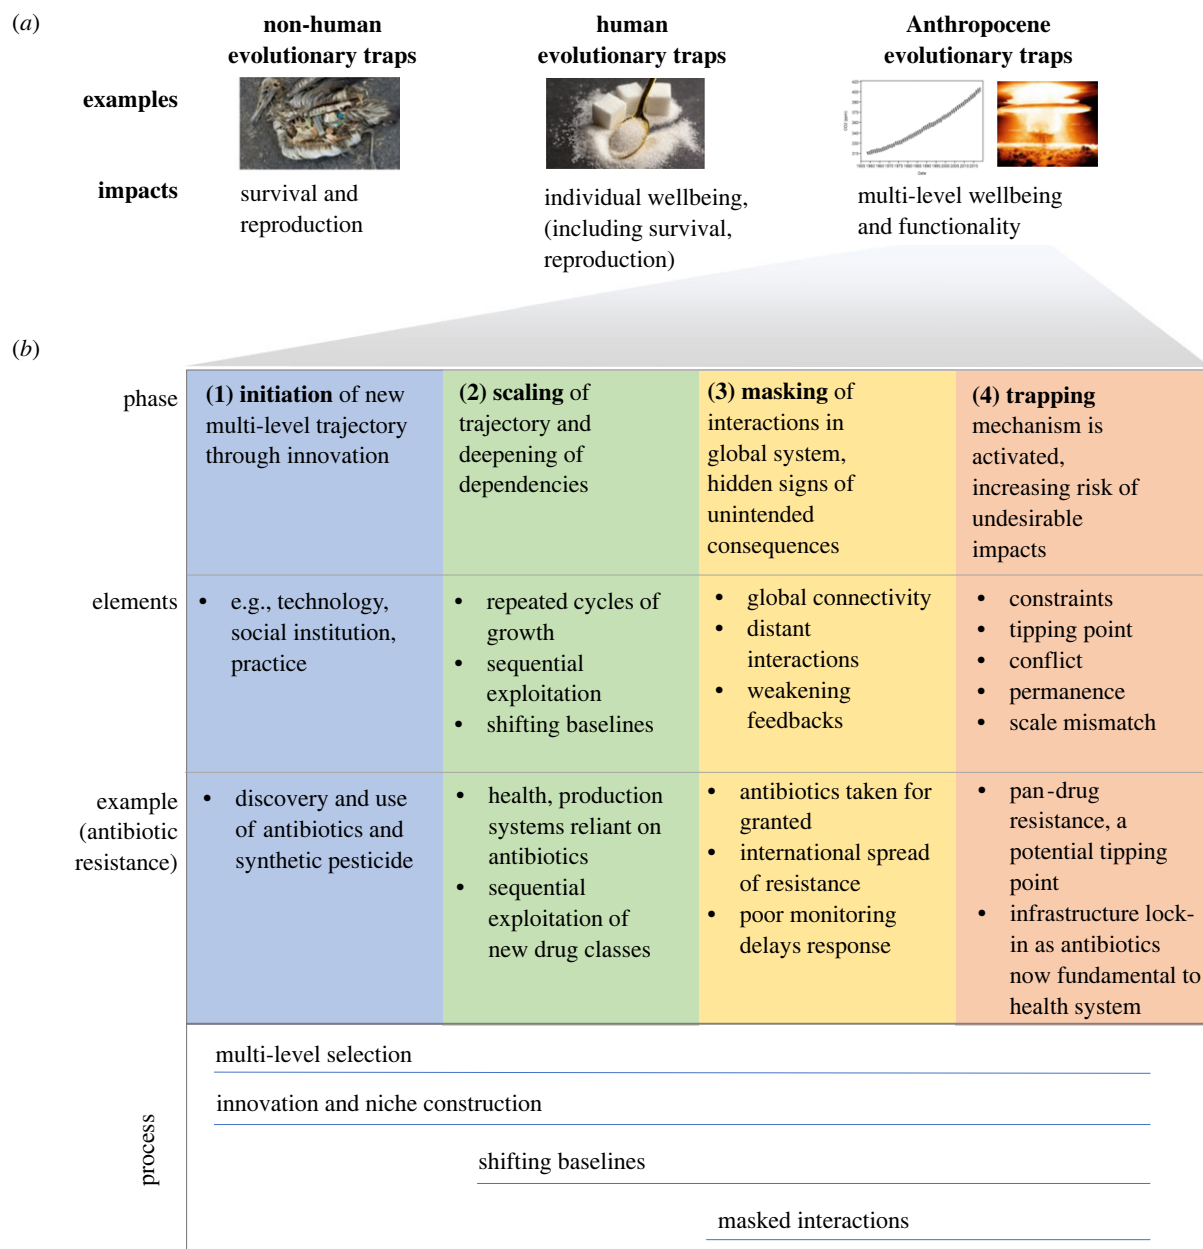 (a)
non-human
evolutionary traps
human
evolutionary traps
Anthropocene
evolutionary traps
examples
CO2 (ppm)
Date
impacts
survival and
reproduction
individual wellbeing,
(including survival,
reproduction)
multi-level wellbeing
and functionality
(b)
phase
(1) initiation of new
multi-level trajectory
through innovation
(2) scaling of
trajectory and
deepening of
dependencies
(3) masking of
interactions in
global system,
hidden signs of
unintended
consequences
(4) trapping
mechanism is
activated,
increasing risk of
undesirable
impacts
elements
• e.g., technology,
social institution,
practice
• repeated cycles of
growth
• sequential
exploitation
• shifting baselines
• global connectivity
• distant
interactions
• weakening
feedbacks
• constraints
• tipping point
• conflict
• permanence
• scale mismatch
example
(antibiotic
resistance)
• discovery and use
of antibiotics and
synthetic pesticide
• health, production
systems reliant on
antibiotics
• sequential
exploitation of
new drug classes
• antibiotics taken for
granted
• international spread
of resistance
• poor monitoring
delays response
• pan-drug
resistance, a
potential tipping
point
• infrastructure lock-
in as antibiotics
now fundamental to
health system
process
multi-level selection
innovation and niche construction
shifting baselines
masked interactions